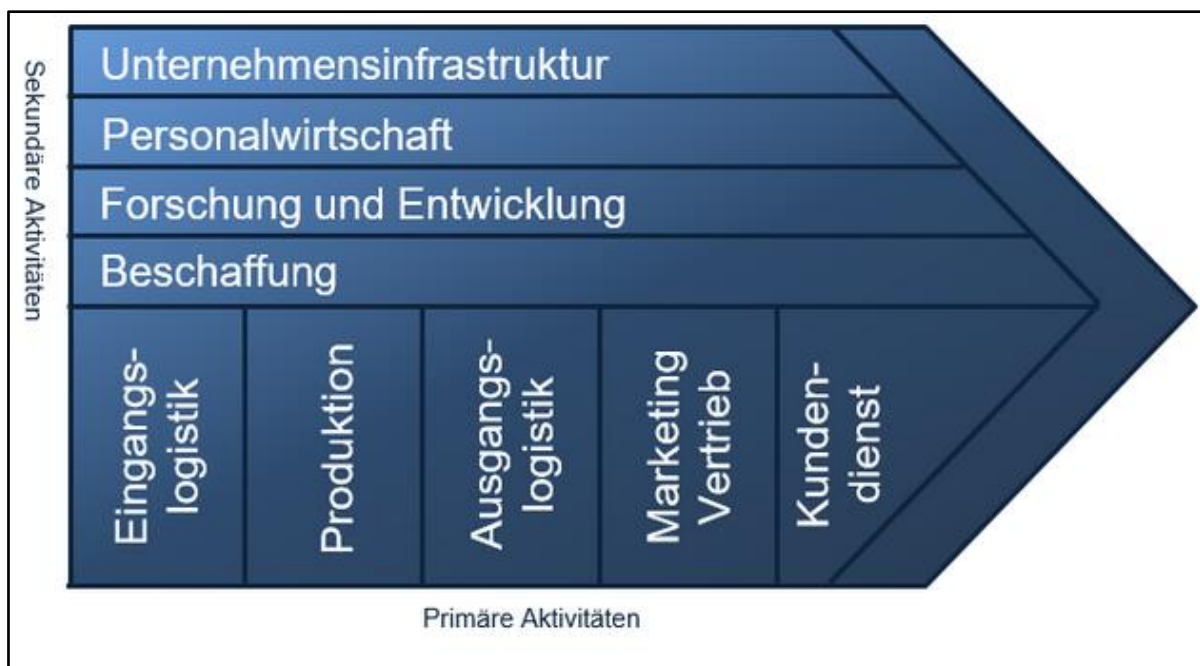 Sekundäre Aktivitäten
Unternehmensinfrastruktur
Personalwirtschaft
Forschung und Entwicklung
Beschaffung
Eingangs-
logistik
Produktion
Ausgangs-
logistik
Marketing
Vertrieb
Kunden-
dienst
Primäre Aktivitäten